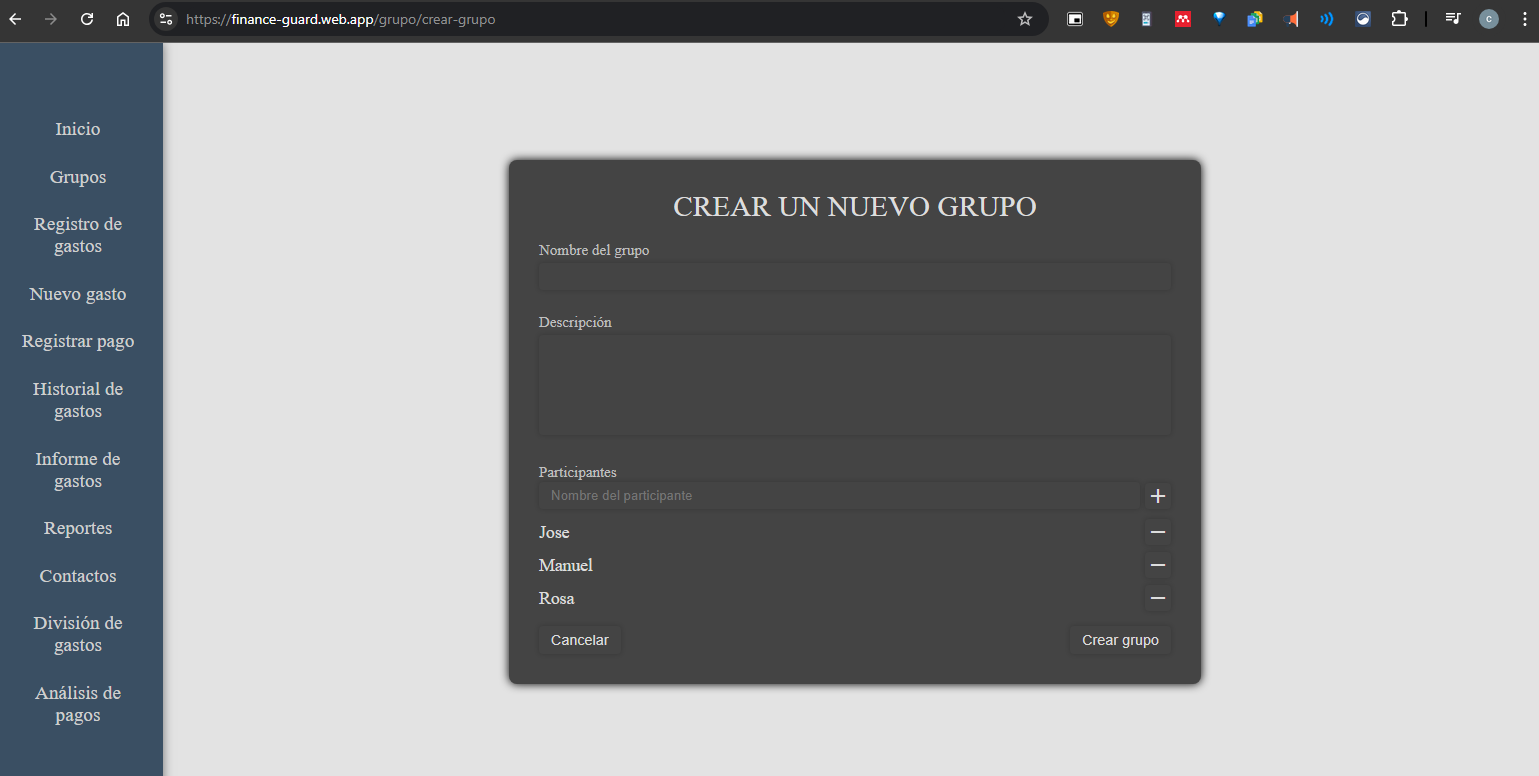 https://finance-guard.web.app/grupo/crear-grupo
C
Inicio
Grupos
Registro de
gastos
Nuevo gasto
Registrar pago
Historial de
gastos
Informe de
gastos
Reportes
Contactos
División de
gastos
Análisis de
pagos
CREAR UN NUEVO GRUPO
Nombre del grupo
Descripción
Participantes
Nombre del participante
Jose
Manuel
Rosa
Cancelar
Crear grupo